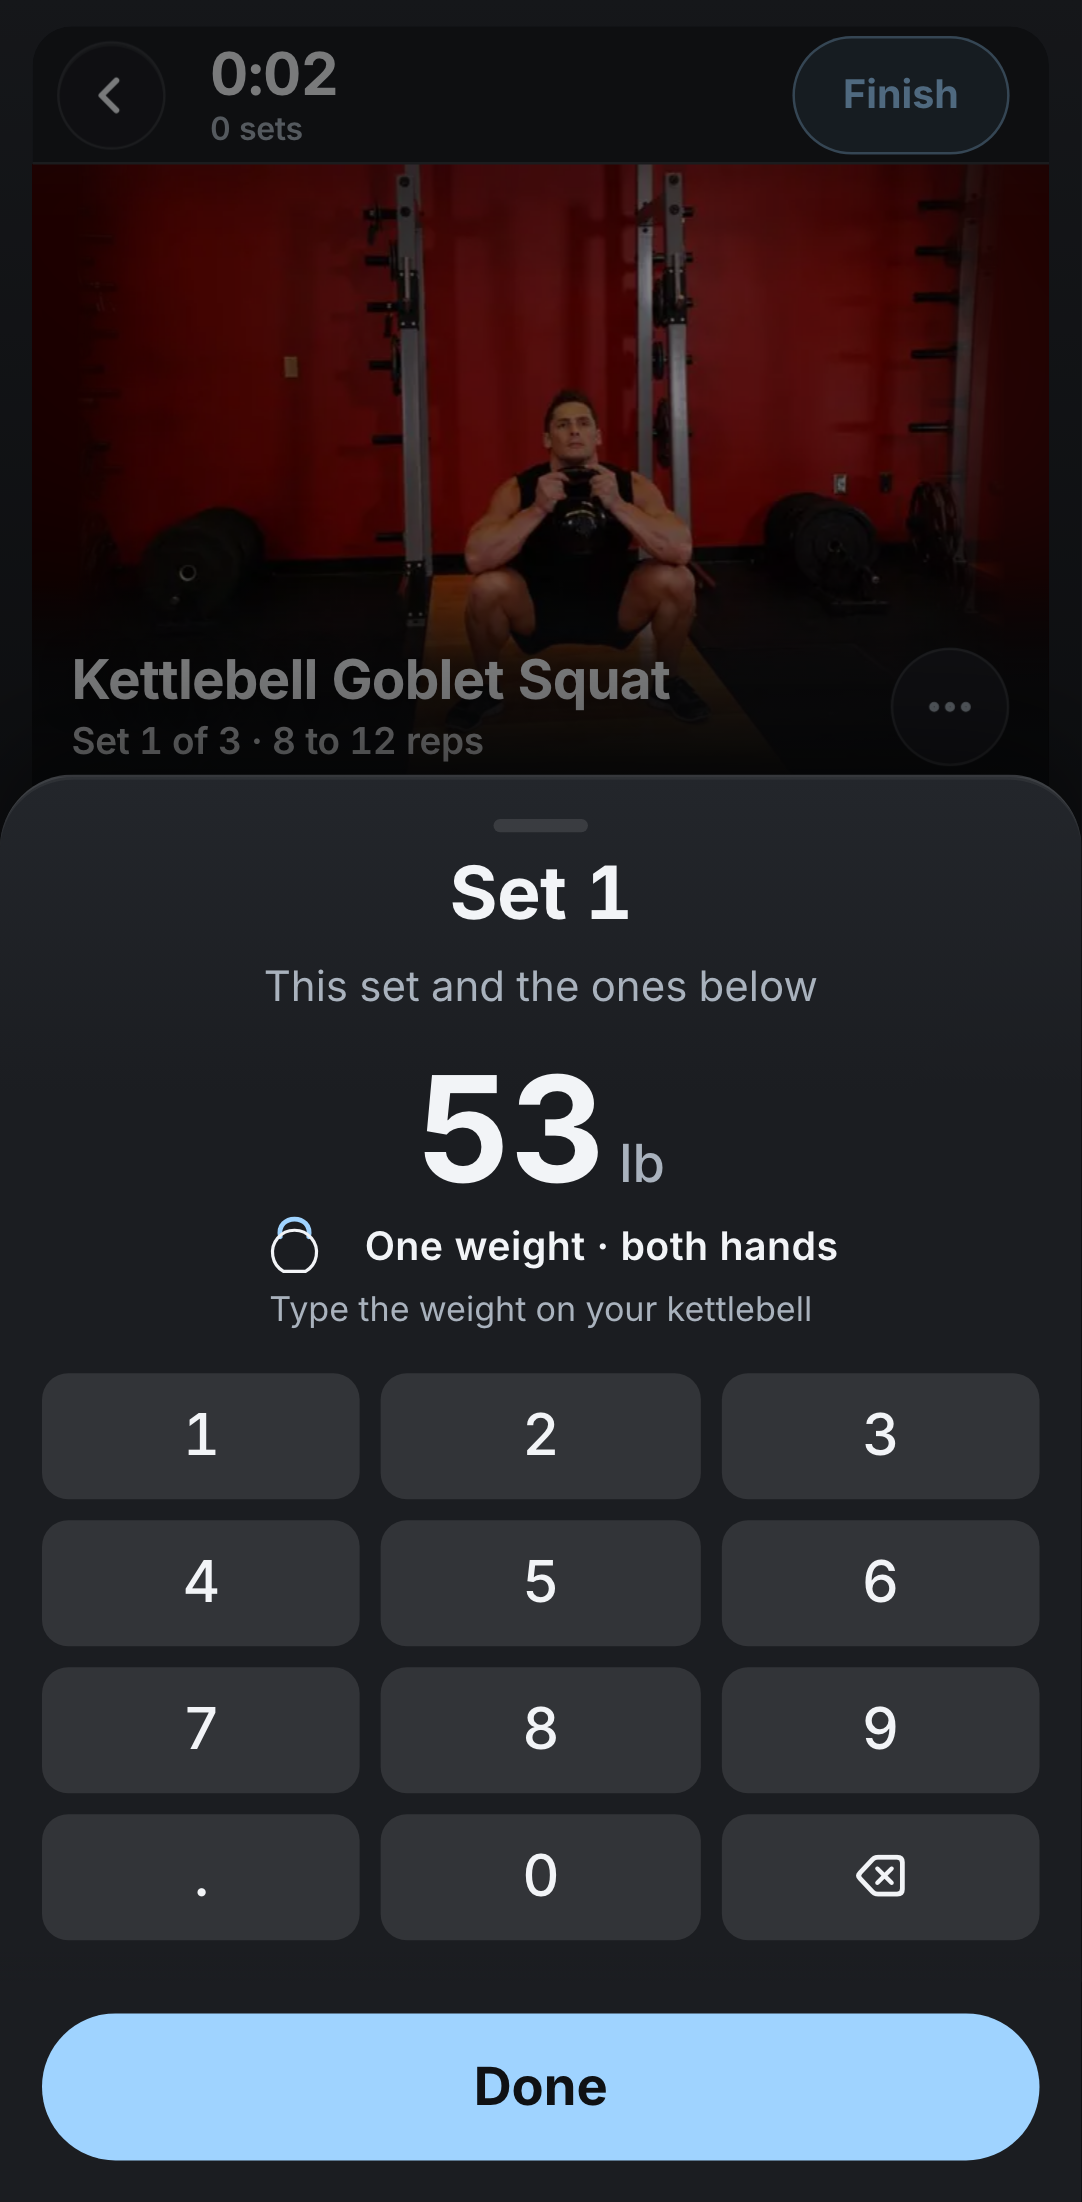 0:02
0 sets
Finish
Kettlebell Goblet Squat
Set 1 of 3 · 8 to 12 reps
Set 1
This set and the ones below
53 lb
One weight · both hands
Type the weight on your kettlebell
1 2 3
4 5 6
7 8 9
. 0
Done